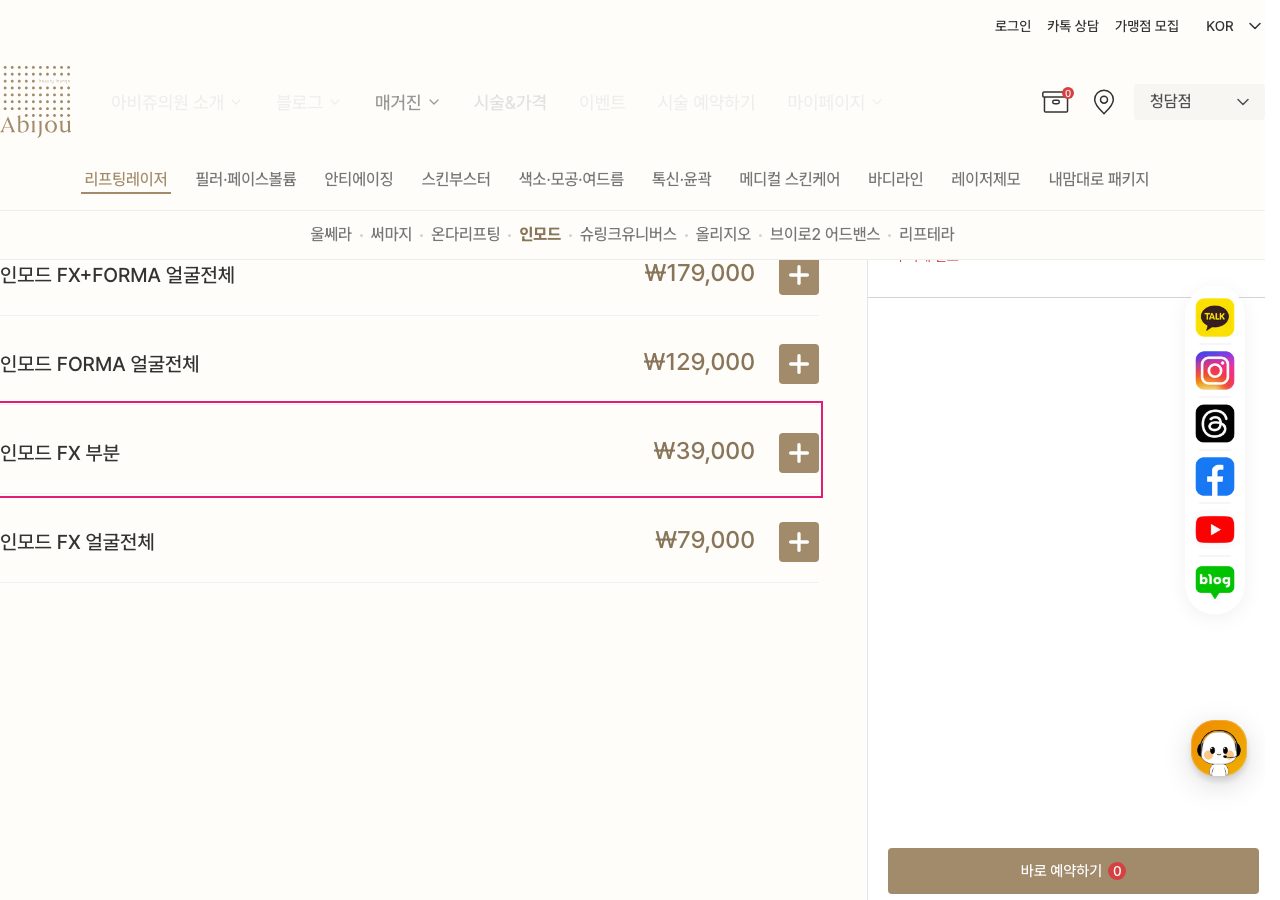 로그인 카톡 상담 가맹점 모집 KOR
Abijou 아비쥬의원 소개 블로그 매거진 시술&가격 이벤트 시술 예약하기 마이페이지 0 청담점
리프팅레이저 필러·페이스볼륨 안티에이징 스킨부스터 색소·모공·여드름 톡신·윤곽 메디컬 스킨케어 바디라인 레이저제모 내맘대로 패키지
울쎄라 · 써마지 · 온다리프팅 · 인모드 · 슈링크유니버스 · 올리지오 · 브이로2 어드밴스 · 리프테라
인모드 FX+FORMA 얼굴전체 ₩179,000
인모드 FORMA 얼굴전체 ₩129,000
인모드 FX 부분 ₩39,000
인모드 FX 얼굴전체 ₩79,000
TALK
blog
바로 예약하기 0